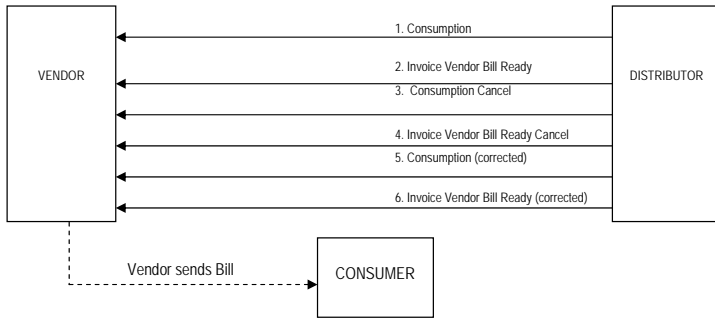 1. Consumption
VENDOR
2. Invoice Vendor Bill Ready
DISTRIBUTOR
3. Consumption Cancel
4. Invoice Vendor Bill Ready Cancel
5. Consumption (corrected)
6. Invoice Vendor Bill Ready (corrected)
Vendor sends Bill
CONSUMER